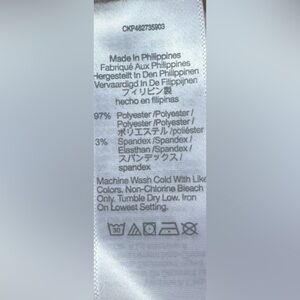 CKP482735903
Made In Philippines
Fabriqué Aux Philippines
Hergestellt In Den Philippinen
Vervaardigd In De Filippijnen
フィリピン製
hecho en filipinas
97% Polyester /Polyester/
Polyester /Polyester/
ポリエステル /poliéster
3% Spandex /Spandex /
Elasthan /Spandex /
スパンデックス /
spandex
Machine Wash Cold With Like
Colors. Non-Chlorine Bleach
Only. Tumble Dry Low. Iron
On Lowest Setting.
30